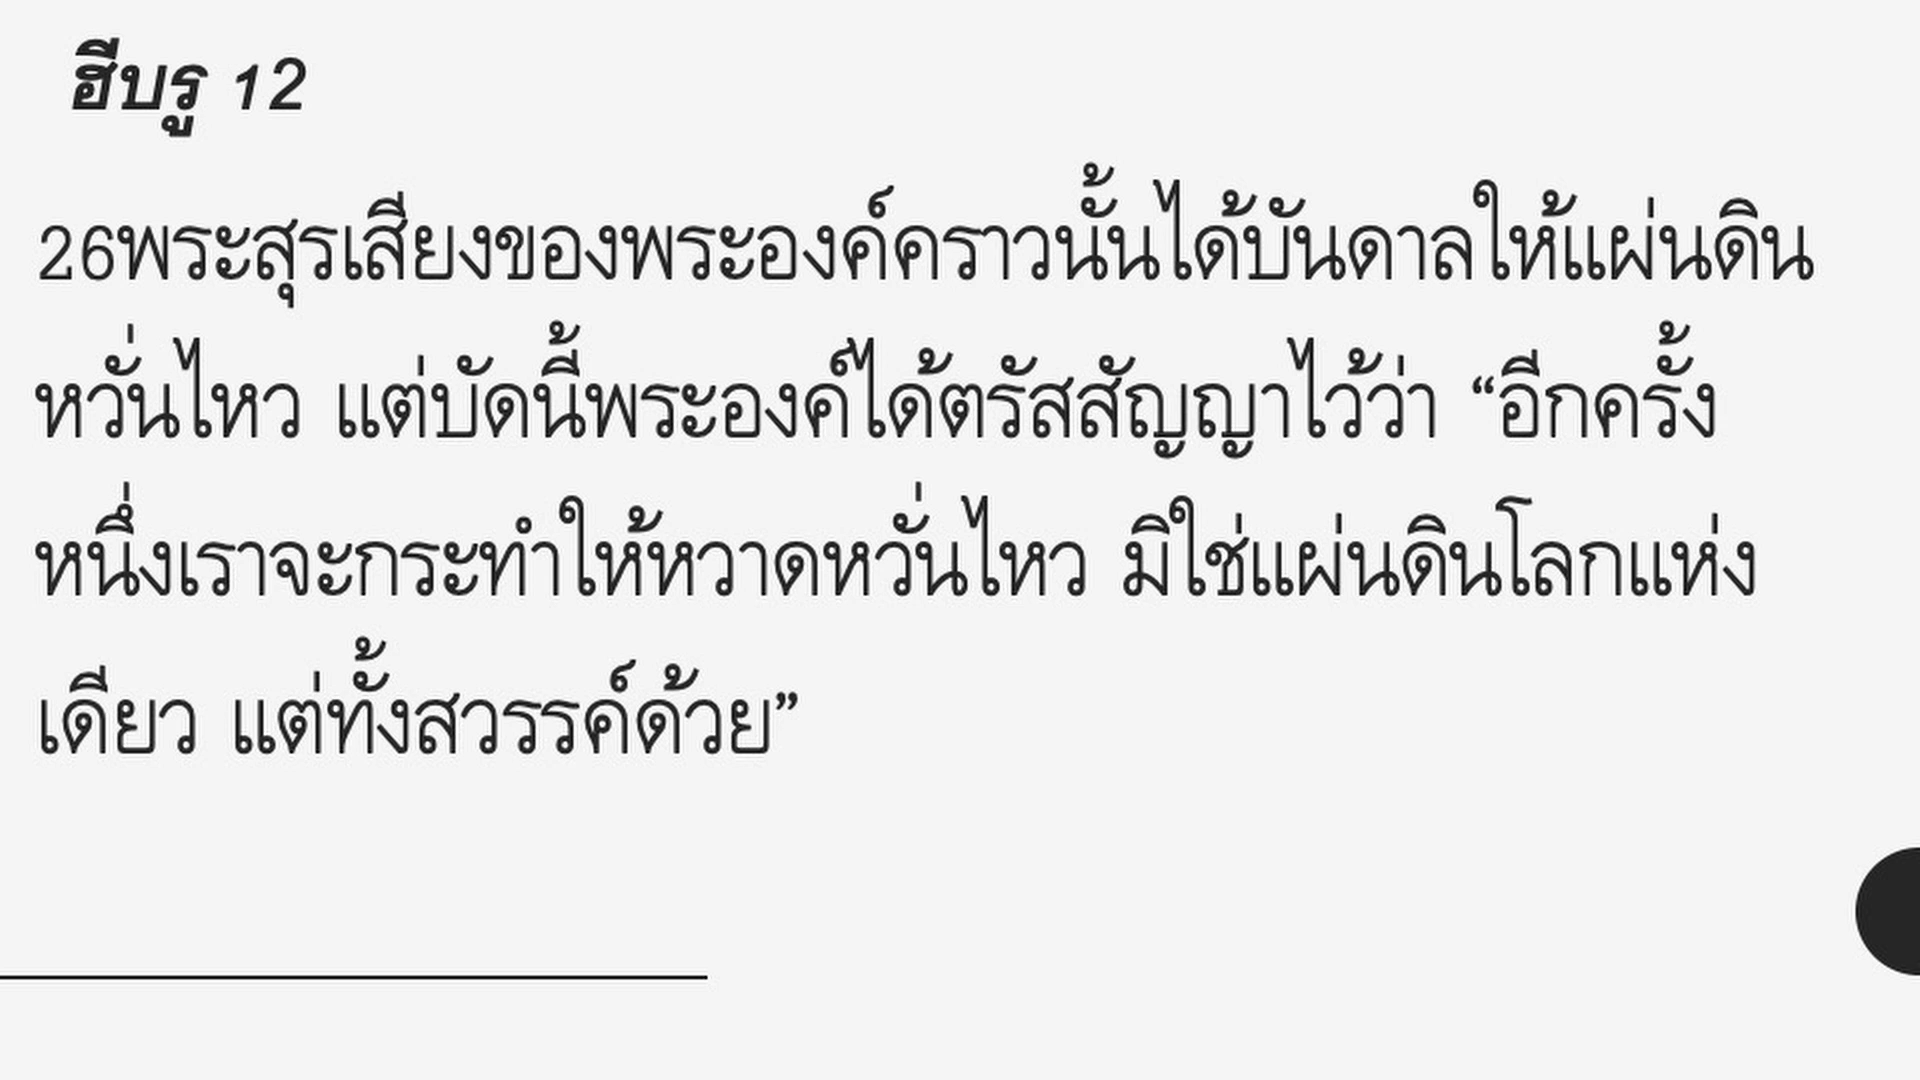 ฮีบรู 12
26พระสุรเสียงของพระองค์คราวนั้นได้บันดาลให้แผ่นดิน
หวั่นไหว แต่บัดนี้พระองค์ได้ตรัสสัญญาไว้ว่า “อีกครั้ง
หนึ่งเราจะกระทำให้หวาดหวั่นไหว มิใช่แผ่นดินโลกแห่ง
เดียว แต่ทั้งสวรรค์ด้วย”